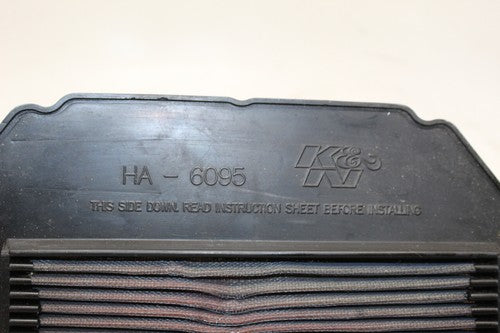 HA - 6095
K&N
THIS SIDE DOWN. READ INSTRUCTION SHEET BEFORE INSTALLING